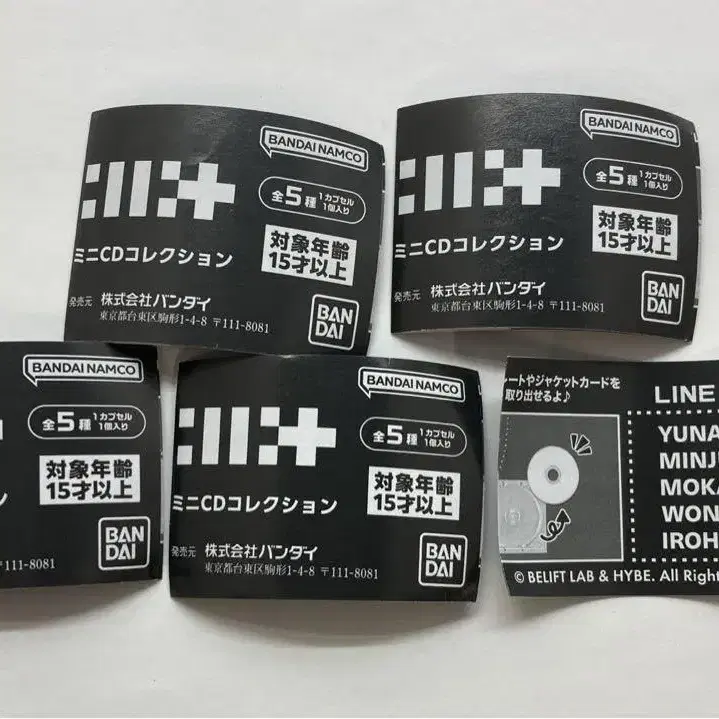 BANDAI NAMCO
全5種 1カプセル
1個入り
ミニCDコレクション
対象年齢
15才以上
発売元 株式会社バンダイ
東京都台東区駒形1-4-8 〒111-8081
BAN
DAI
BANDAI NAMCO
全5種 1カプセル
1個入り
ミニCDコレクション
対象年齢
15才以上
発売元 株式会社バンダイ
東京都台東区駒形1-4-8 〒111-8081
BAN
DAI
BANDAI NAMCO
全5種 1カプセル
1個入り
対象年齢
15才以上
BAN
DAI
〒111-8081
BANDAI NAMCO
全5種 1カプセル
1個入り
ミニCDコレクション
対象年齢
15才以上
発売元 株式会社バンダイ
東京都台東区駒形1-4-8 〒111-8081
BAN
DAI
ートやジャケットカードを
取り出せるよ♪
LINE
YUNA
MINJ
MOKA
WON
IROH
© BELIFT LAB & HYBE. All Right